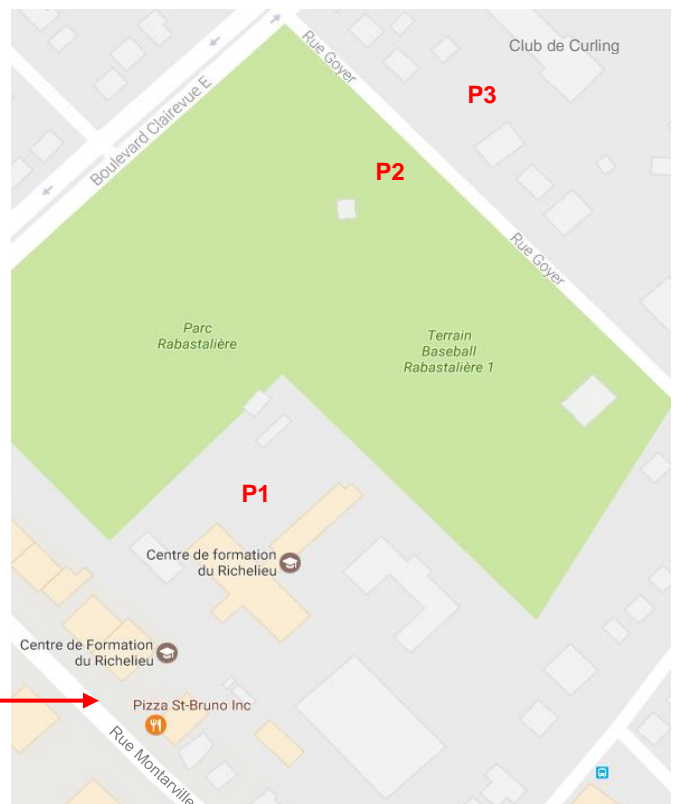 Club de Curling
Rue Goyer
P3
Boulevard Clairevue E
P2
Rue Goyer
Parc
Rabastalière
Terrain
Baseball
Rabastalière 1
P1
Centre de formation
du Richelieu
Centre de Formation
du Richelieu
Pizza St-Bruno Inc
Rue Montarville